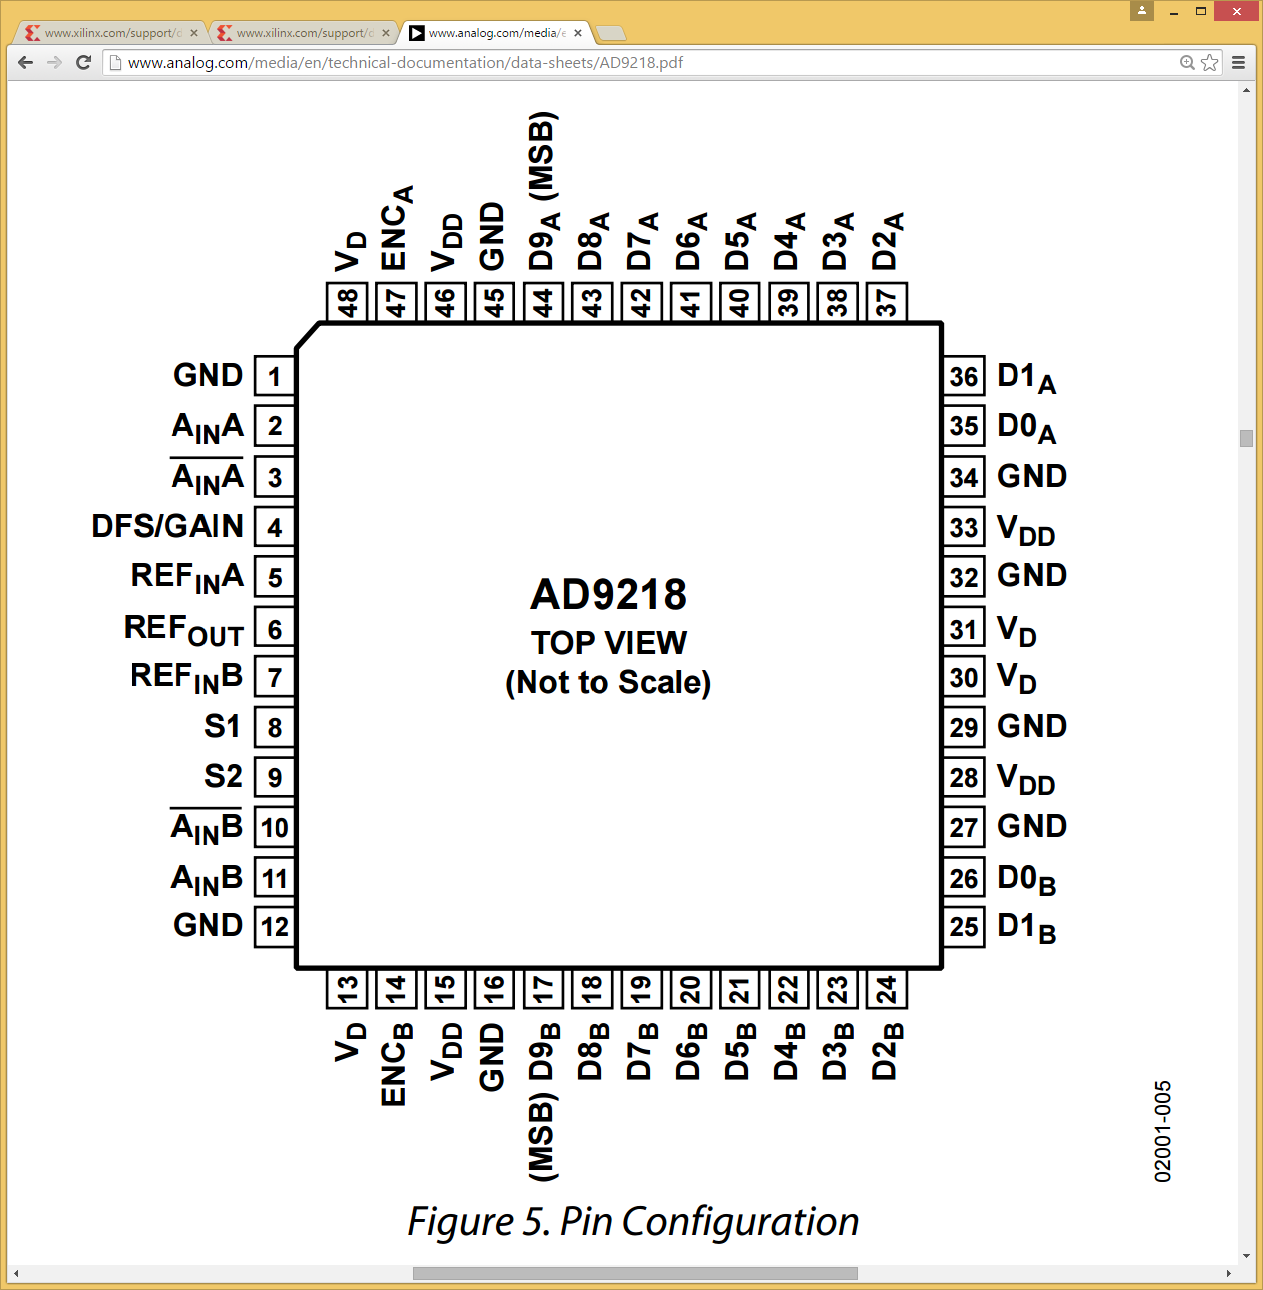 www.xilinx.com/support/d
www.xilinx.com/support/d
www.analog.com/media/e
www.analog.com/media/en/technical-documentation/data-sheets/AD9218.pdf
VD
ENCA
VDD
GND
D9A (MSB)
D8A
D7A
D6A
D5A
D4A
D3A
D2A
48 47 46 45 44 43 42 41 40 39 38 37
GND 1
AINA 2
AINA 3
DFS/GAIN 4
REFINA 5
REFOUT 6
REFINB 7
S1 8
S2 9
AINB 10
AINB 11
GND 12
AD9218
TOP VIEW
(Not to Scale)
36 D1A
35 D0A
34 GND
33 VDD
32 GND
31 VD
30 VD
29 GND
28 VDD
27 GND
26 D0B
25 D1B
13 14 15 16 17 18 19 20 21 22 23 24
VD
ENCB
VDD
GND
(MSB) D9B
D8B
D7B
D6B
D5B
D4B
D3B
D2B
02001-005
Figure 5. Pin Configuration